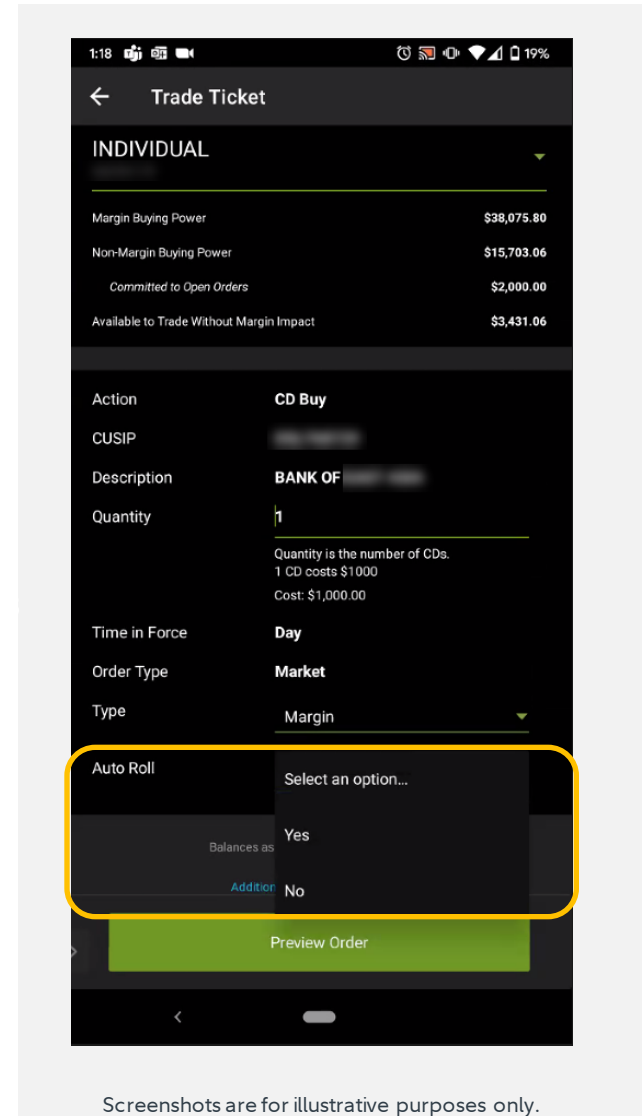 1:18 19%
Trade Ticket
INDIVIDUAL
Margin Buying Power $38,075.80
Non-Margin Buying Power $15,703.06
Committed to Open Orders $2,000.00
Available to Trade Without Margin Impact $3,431.06
Action CD Buy
CUSIP
Description BANK OF
Quantity 1
Quantity is the number of CDs.
1 CD costs $1000
Cost: $1,000.00
Time in Force Day
Order Type Market
Type Margin
Auto Roll Select an option...
Yes
Balances as
No
Addition
Preview Order
Screenshots are for illustrative purposes only.